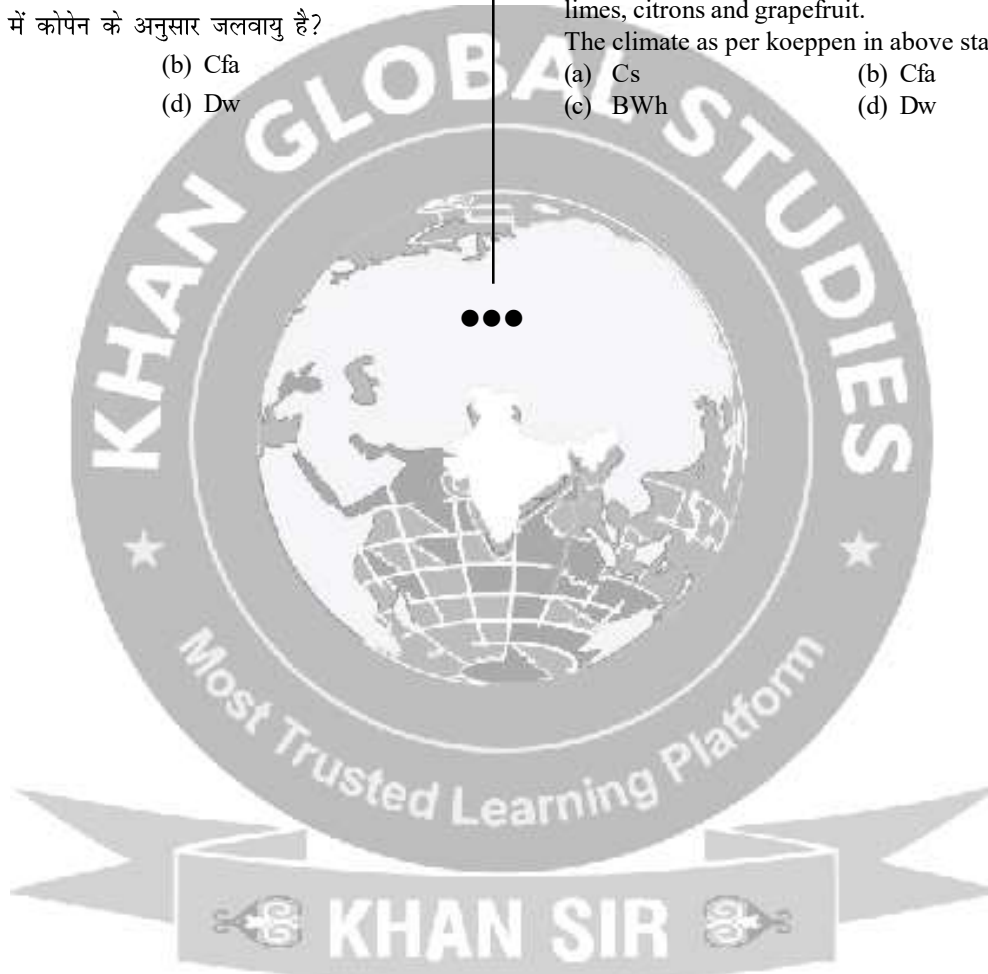 में कोपेन के अनुसार जलवायु है?
(b) Cfa
(d) Dw
limes, citrons and grapefruit.
The climate as per koeppen in above sta
(a) Cs (b) Cfa
(c) BWh (d) Dw
KHAN GLOBAL STUDIES
Most Trusted Learning Platform
KHAN SIR